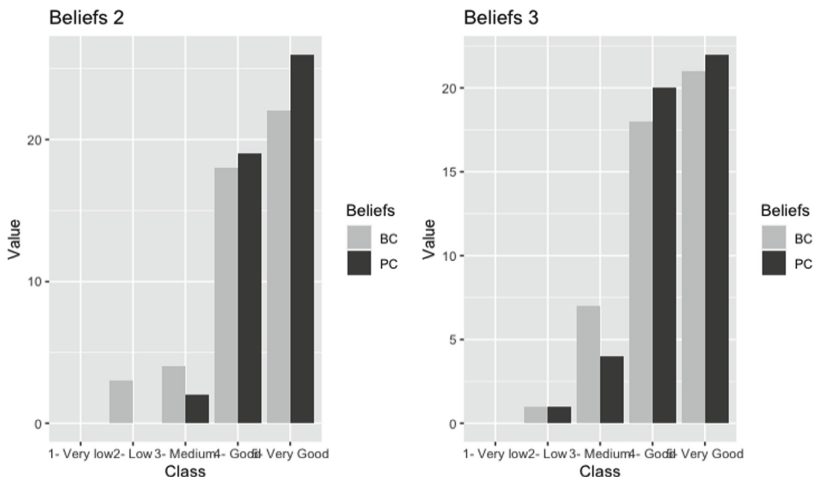 Beliefs 2
Value
20
10
0
1- Very low 2- Low 3- Medium 4- Good 5- Very Good
Class
Beliefs
BC
PC
Beliefs 3
Value
20
15
10
5
0
1- Very low 2- Low 3- Medium 4- Good 5- Very Good
Class
Beliefs
BC
PC